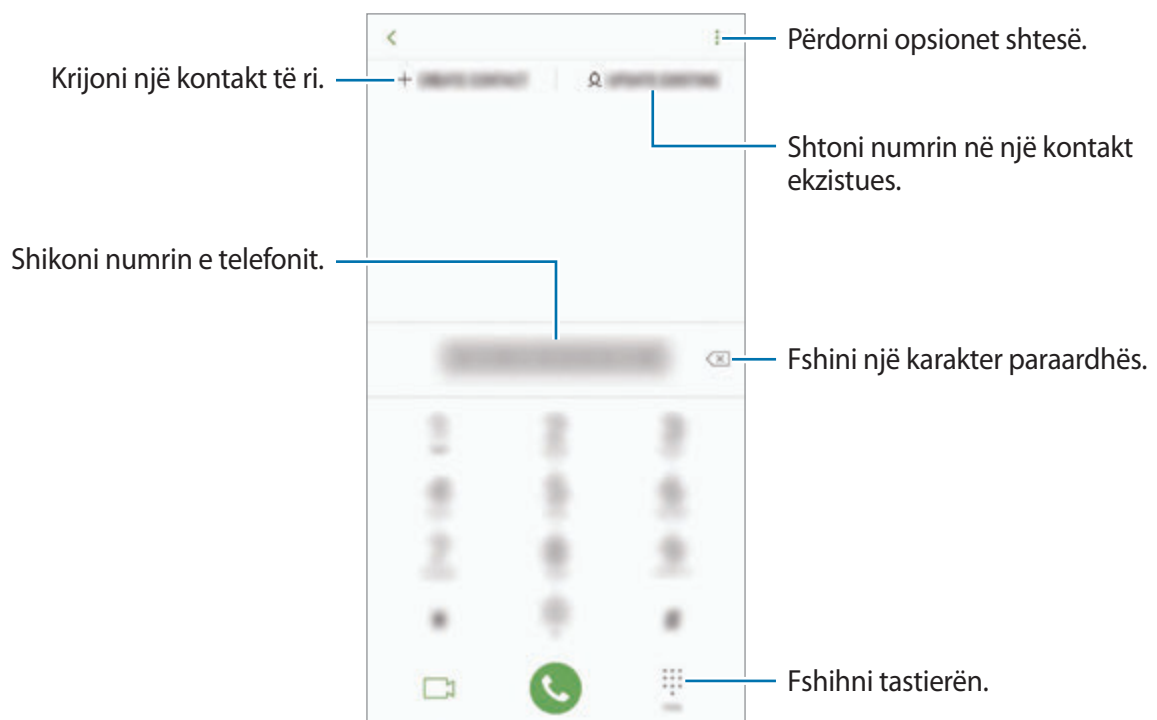 Përdorni opsionet shtesë.
Krijoni një kontakt të ri.
Shtoni numrin në një kontakt
ekzistues.
Shikoni numrin e telefonit.
Fshini një karakter paraardhës.
Fshihni tastierën.